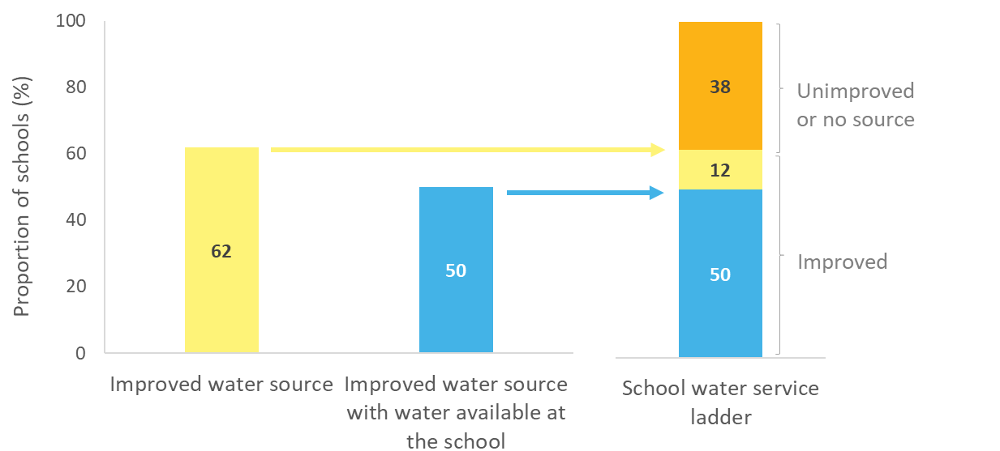 Proportion of schools (%)
100
80
60
40
20
0
62
50
38
12
50
Unimproved
or no source
Improved
Improved water source
Improved water source
with water available at
the school
School water service
ladder